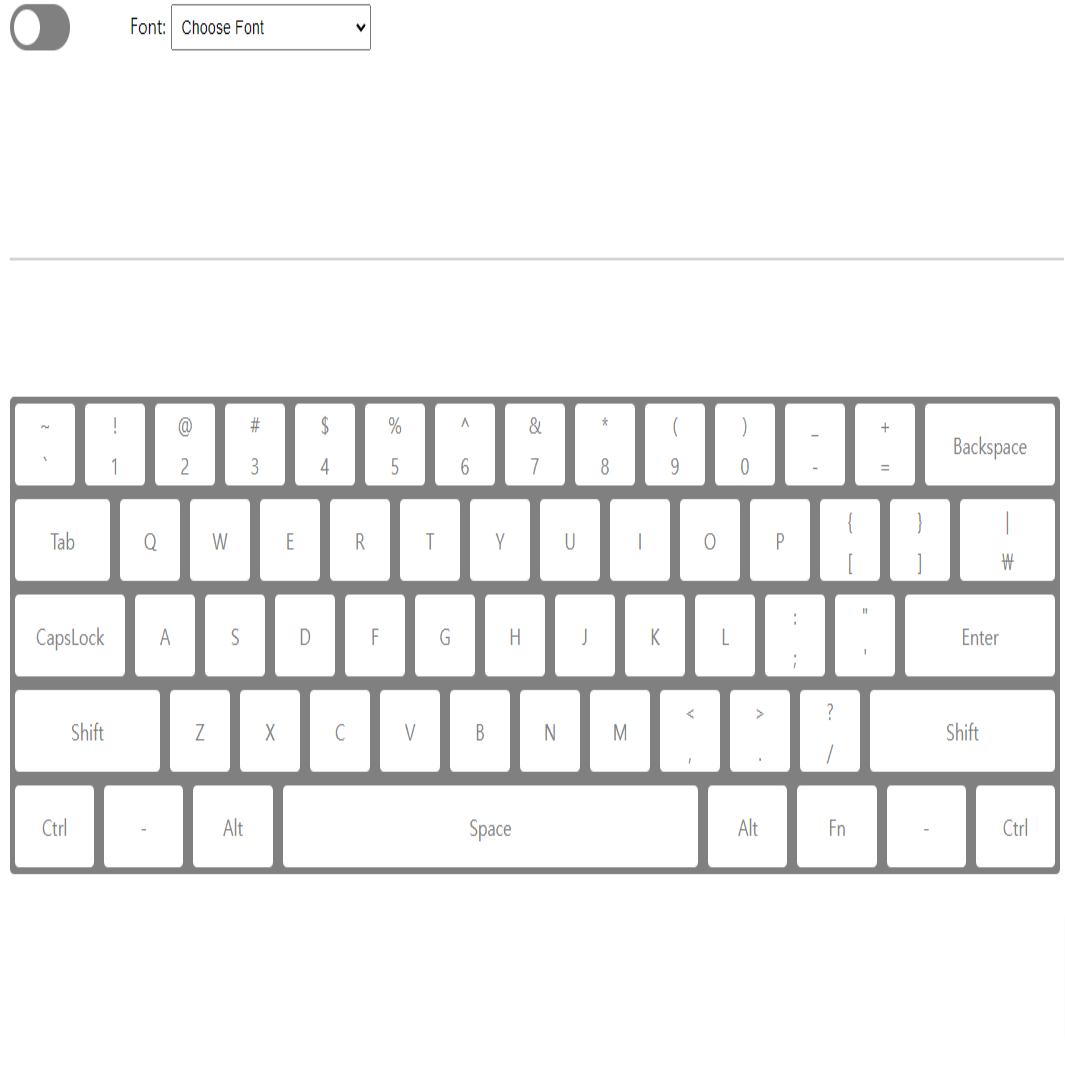 Font: Choose Font
~ ! @ # $ % ^ & * ( ) _ +
` 1 2 3 4 5 6 7 8 9 0 - = Backspace
{ } |
Tab Q W E R T Y U I O P [ ] ₩
: "
CapsLock A S D F G H J K L ; ' Enter
< > ?
Shift Z X C V B N M , . / Shift
Ctrl - Alt Space Alt Fn - Ctrl